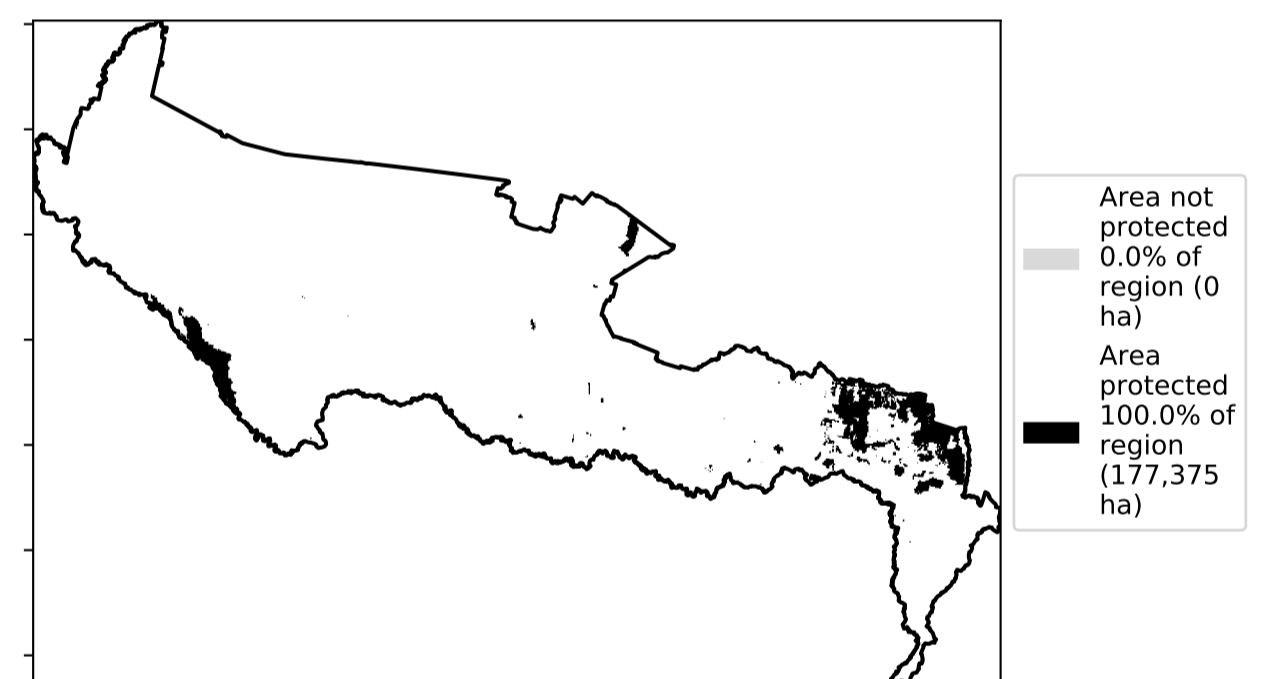 Area not
protected
0.0% of
region (0
ha)
Area
protected
100.0% of
region
(177,375
ha)